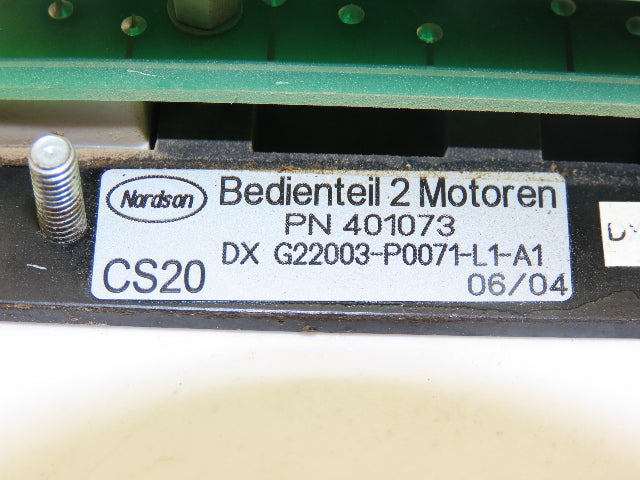 Nordson
Bedienteil 2 Motoren
PN 401073
DX G22003-P0071-L1-A1
CS20
06/04